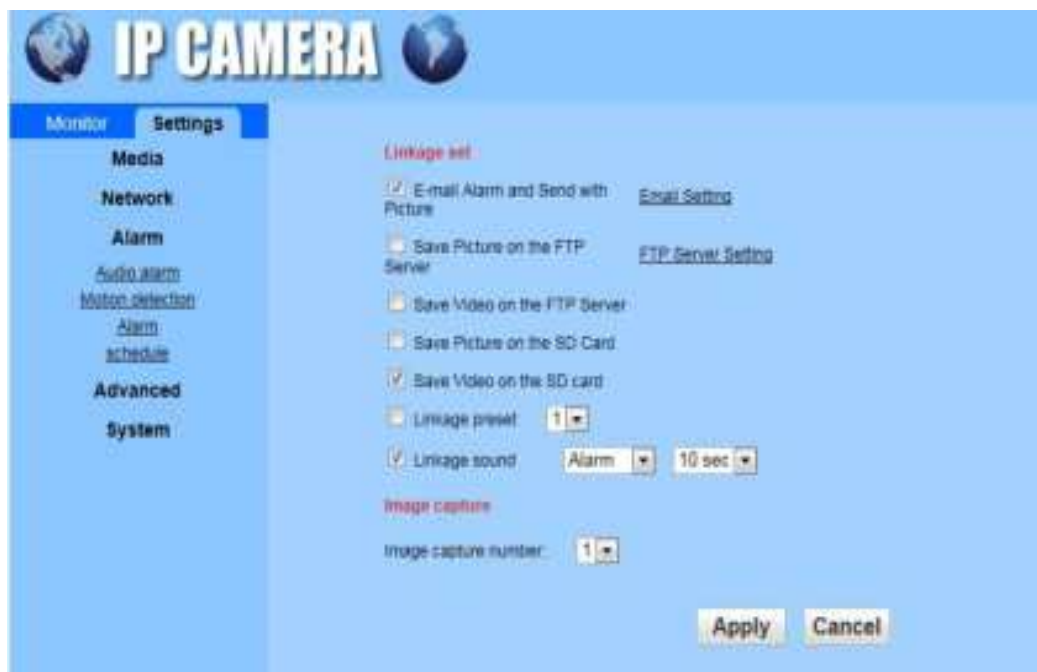 IP CAMERA
Monitor Settings
Media
Network
Alarm
Audio alarm
Motion detection
Alarm
schedule
Advanced
System
Linkage set
E-mail Alarm and Send with
Picture
Email Setting
Save Picture on the FTP
Server
FTP Server Setting
Save Video on the FTP Server
Save Picture on the SD Card
Save Video on the SD card
Linkage preset 1
Linkage sound Alarm 10 sec
Image capture
Image capture number: 1
Apply Cancel